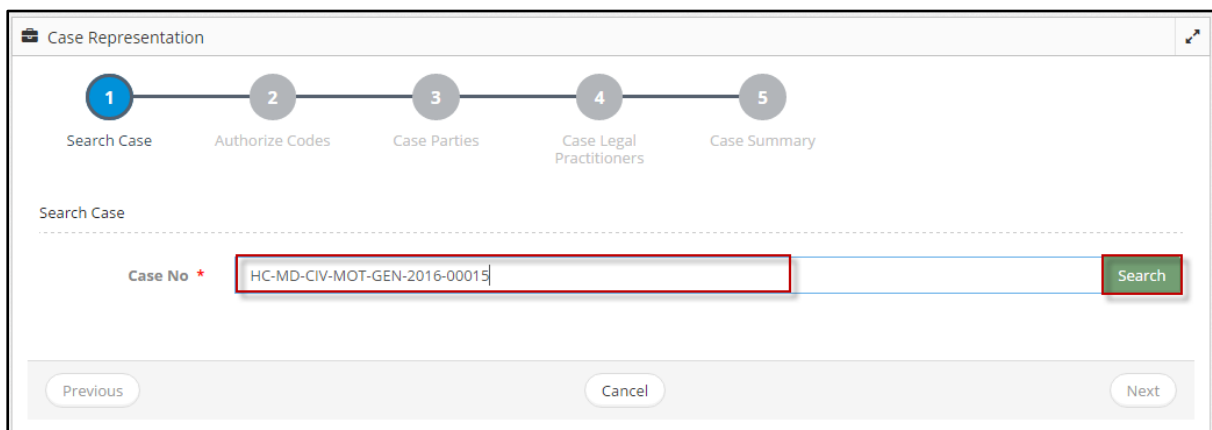 Case Representation
1 2 3 4 5
Search Case Authorize Codes Case Parties Case Legal Case Summary
Practitioners
Search Case
Case No * HC-MD-CIV-MOT-GEN-2016-00015 Search
Previous Cancel Next